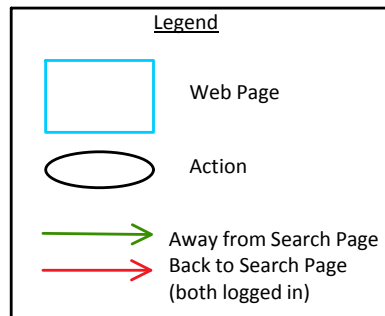 Legend
Web Page
Action
Away from Search Page
Back to Search Page
(both logged in)